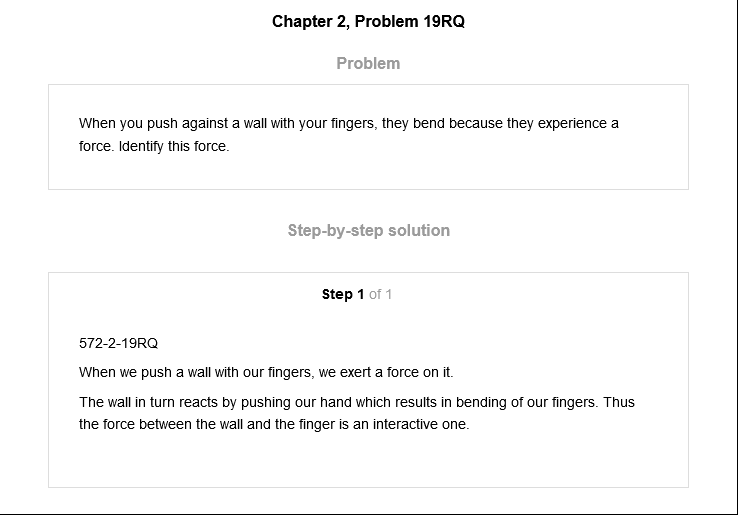 Chapter 2, Problem 19RQ
Problem
When you push against a wall with your fingers, they bend because they experience a
force. Identify this force.
Step-by-step solution
Step 1 of 1
572-2-19RQ
When we push a wall with our fingers, we exert a force on it.
The wall in turn reacts by pushing our hand which results in bending of our fingers. Thus
the force between the wall and the finger is an interactive one.